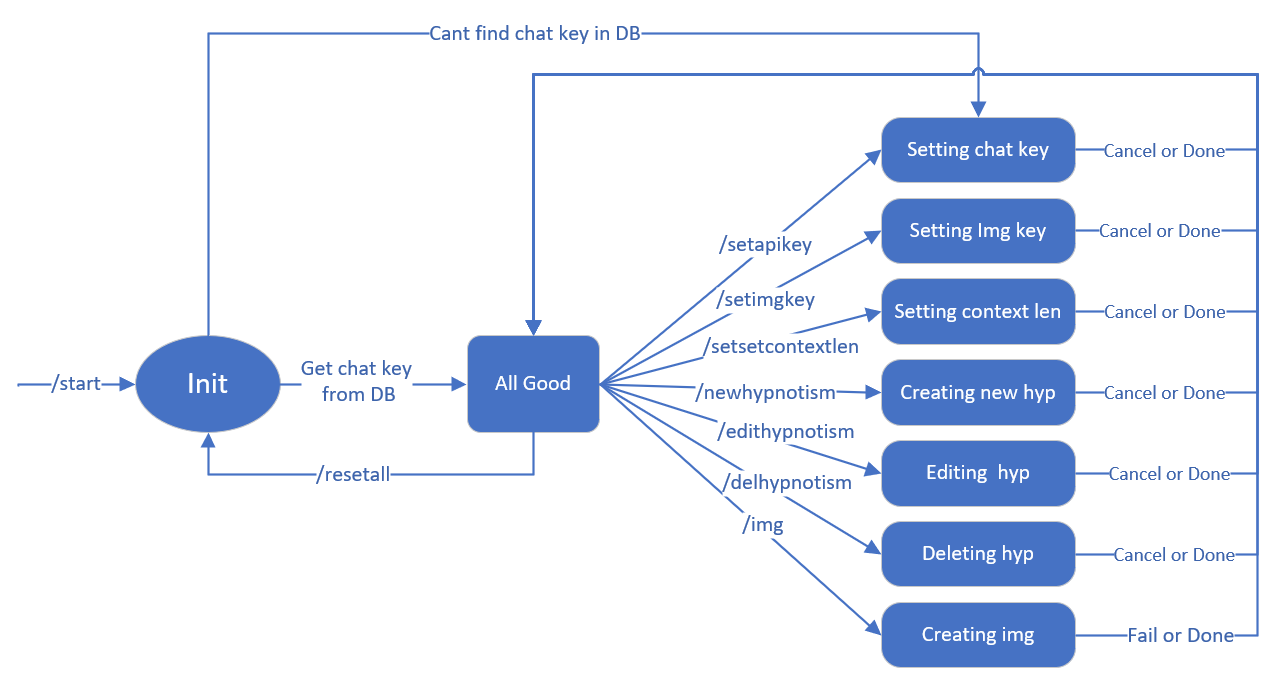 Cant find chat key in DB
Setting chat key
Cancel or Done
/setapikey
Setting Img key
Cancel or Done
/setimgkey
Setting context len
Cancel or Done
/setsetcontextlen
/start
Init
Get chat key
from DB
All Good
/newhypnotism
Creating new hyp
Cancel or Done
/edithypnotism
Editing  hyp
Cancel or Done
/resetall
/delhypnotism
Deleting hyp
Cancel or Done
/img
Creating img
Fail or Done